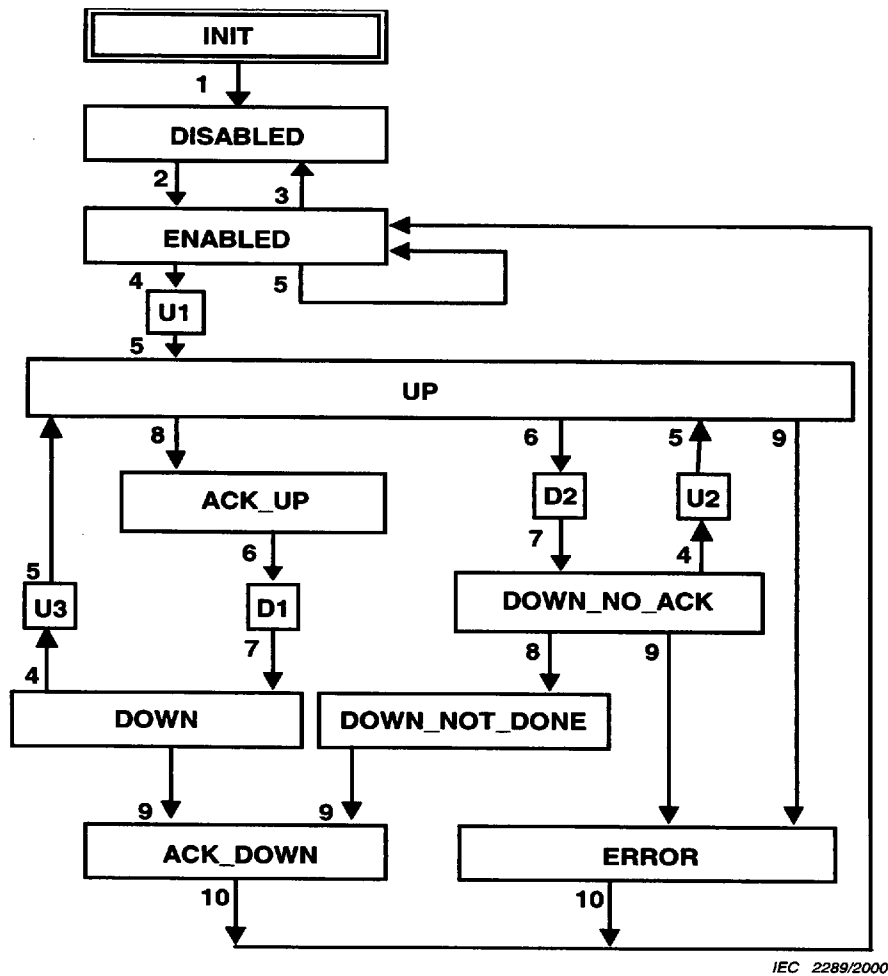 INIT
1
DISABLED
2 3
ENABLED
4 5
U1
5
UP
8 6 5 9
ACK_UP D2 U2
6 7 4
5 DOWN_NO_ACK
U3 D1
4 7 8 9
DOWN DOWN_NOT_DONE
9 9
ACK_DOWN ERROR
10 10
IEC 2289/2000